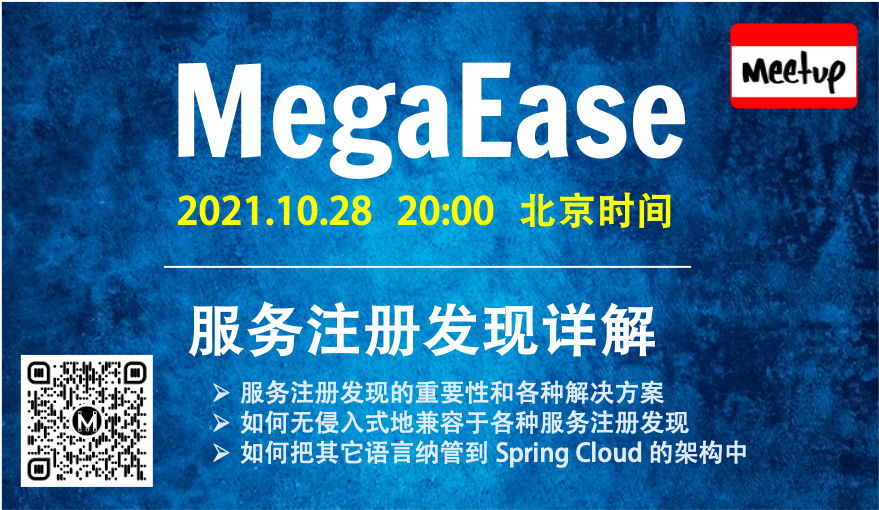 MegaEase
Meetup
2021.10.28 20:00 北京时间
服务注册发现详解
➢ 服务注册发现的重要性和各种解决方案
➢ 如何无侵入式地兼容于各种服务注册发现
➢ 如何把其它语言纳管到 Spring Cloud 的架构中
M